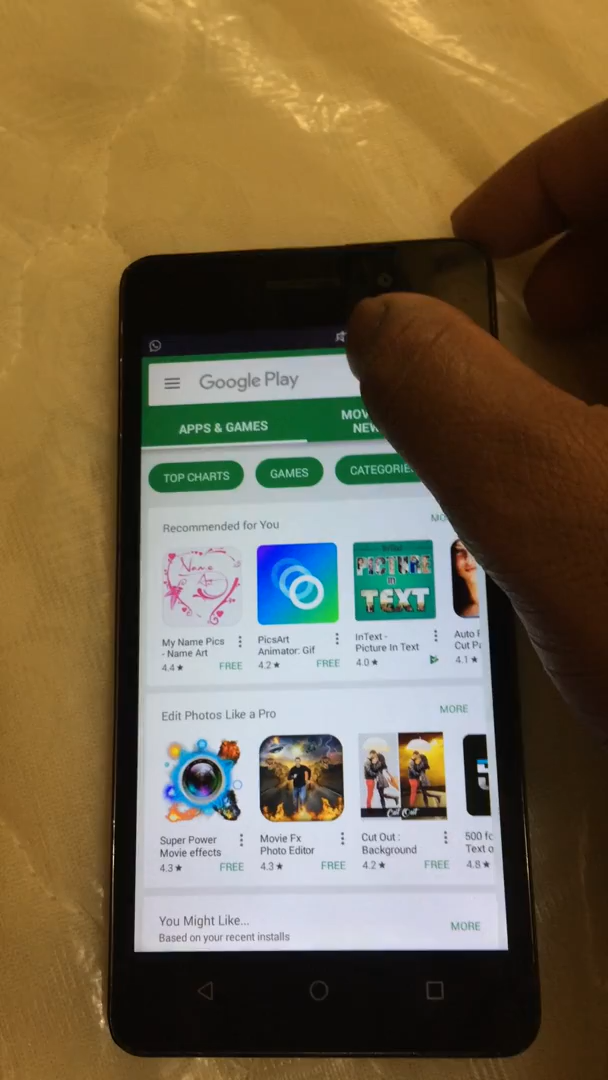 Google Play
APPS & GAMES
MOV
NEW
TOP CHARTS
GAMES
CATEGORIE
Recommended for You
MO
Name
PICTURE
in
TEXT
My Name Pics
- Name Art
4.4★
FREE
PicsArt
Animator: Gif
4.2★
FREE
InText -
Picture In Text
4.0★
Auto
Cut
4.1★
Edit Photos Like a Pro
MORE
Cut Out
5
Super Power
Movie effects
4.3★
FREE
Movie Fx
Photo Editor
4.3★
FREE
Cut Out :
Background
4.2★
FREE
500
Text
4.8★
You Might Like...
Based on your recent installs
MORE